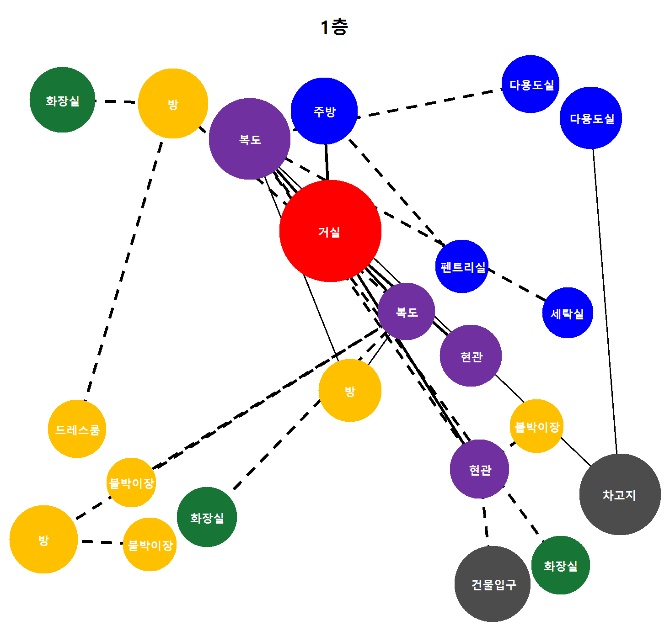 1층
다용도실
화장실
방
주방
다용도실
복도
거실
펜트리실
복도
세탁실
현관
방
드레스룸
붙박이장
현관
붙박이장
차고지
화장실
방
붙박이장
화장실
건물입구